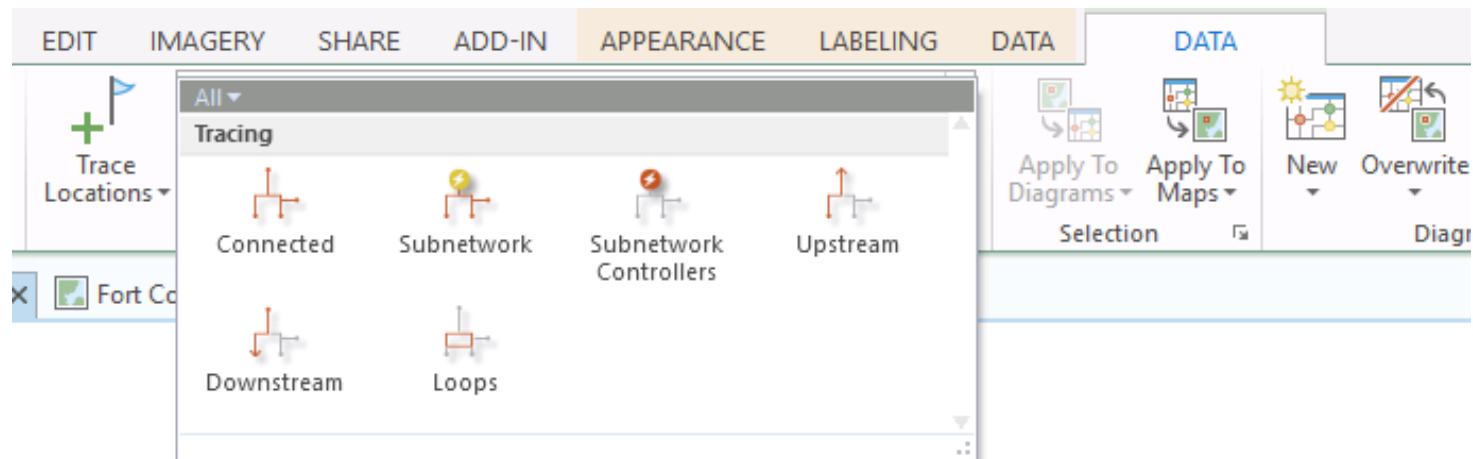 EDIT IMAGERY SHARE ADD-IN APPEARANCE LABELING DATA DATA
All
Tracing
Trace
Locations
Connected
Subnetwork
Subnetwork
Controllers
Upstream
Downstream
Loops
Apply To
Diagrams
Apply To
Maps
Selection
New
Overwrite
Diagr
Fort Co